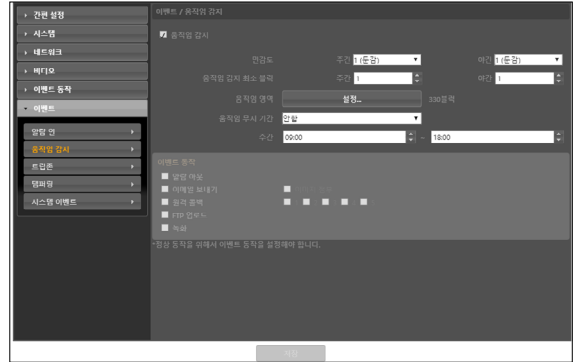 간편 설정
시스템
네트워크
비디오
이벤트 동작
이벤트
알람 인
움직임 감지
트립존
탬퍼링
시스템 이벤트
이벤트 / 움직임 감지
움직임 감지
민감도 주간 1 (둔감) 야간 1 (둔감)
움직임 감지 최소 블럭 주간 1 야간 1
움직임 영역 설정... 330블럭
움직임 무시 기간 안함
주간 09:00 ~ 18:00
이벤트 동작
알람 아웃
이메일 보내기
원격 콜백
FTP 업로드
녹화
*정상 동작을 위해서 이벤트 동작을 설정해야 합니다.
저장